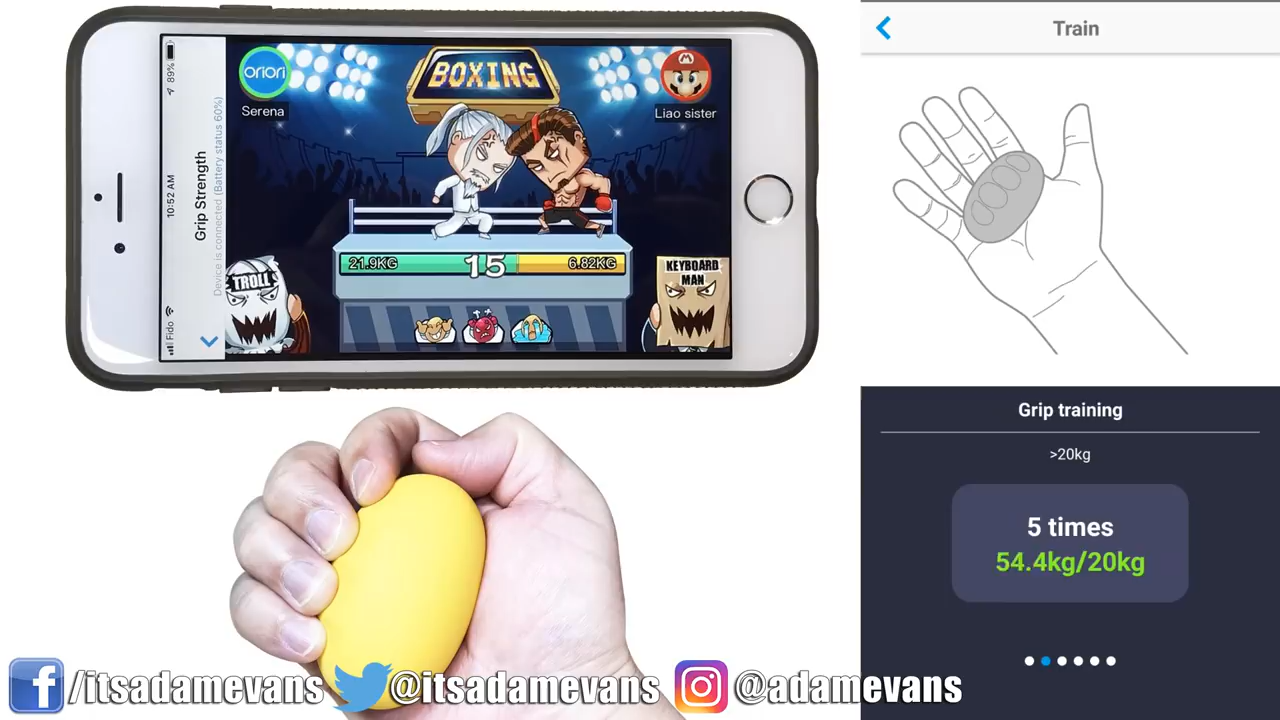 89%
10:52 AM
Fido
Grip Strength
Device is connected (Battery status 60%)
ORIORI
Serena
BOXING
Liao sister
21.9KG
15
6.82KG
TROLL
KEYBOARD
MAN
Train
Grip training
>20kg
5 times
54.4kg/20kg
/itsadamevans
@itsadamevans
@adamevans